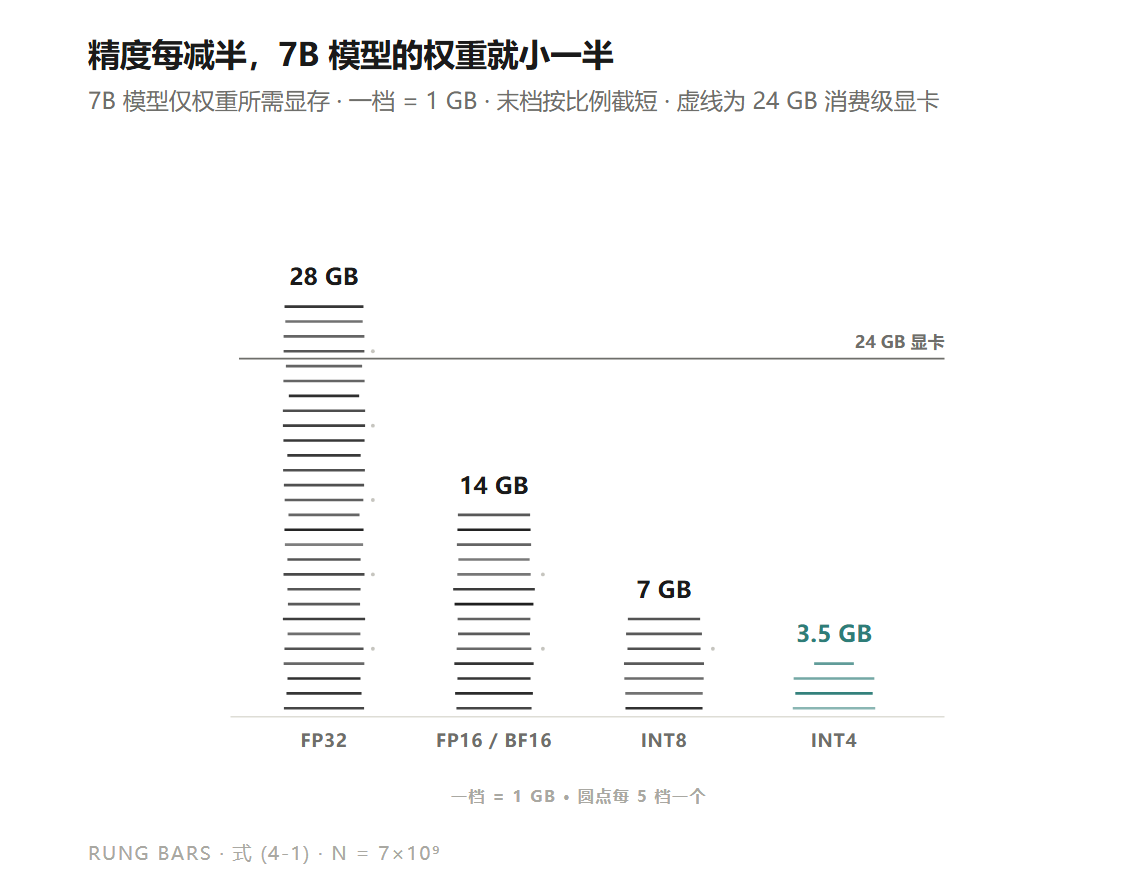 精度每减半，7B 模型的权重就小一半
7B 模型仅权重所需显存 · 一档 = 1 GB · 末档按比例截短 · 虚线为 24 GB 消费级显卡
28 GB
24 GB 显卡
14 GB
7 GB
3.5 GB
FP32
FP16 / BF16
INT8
INT4
一档 = 1 GB • 圆点每 5 档一个
RUNG BARS · 式 (4-1) · N = 7×10⁹